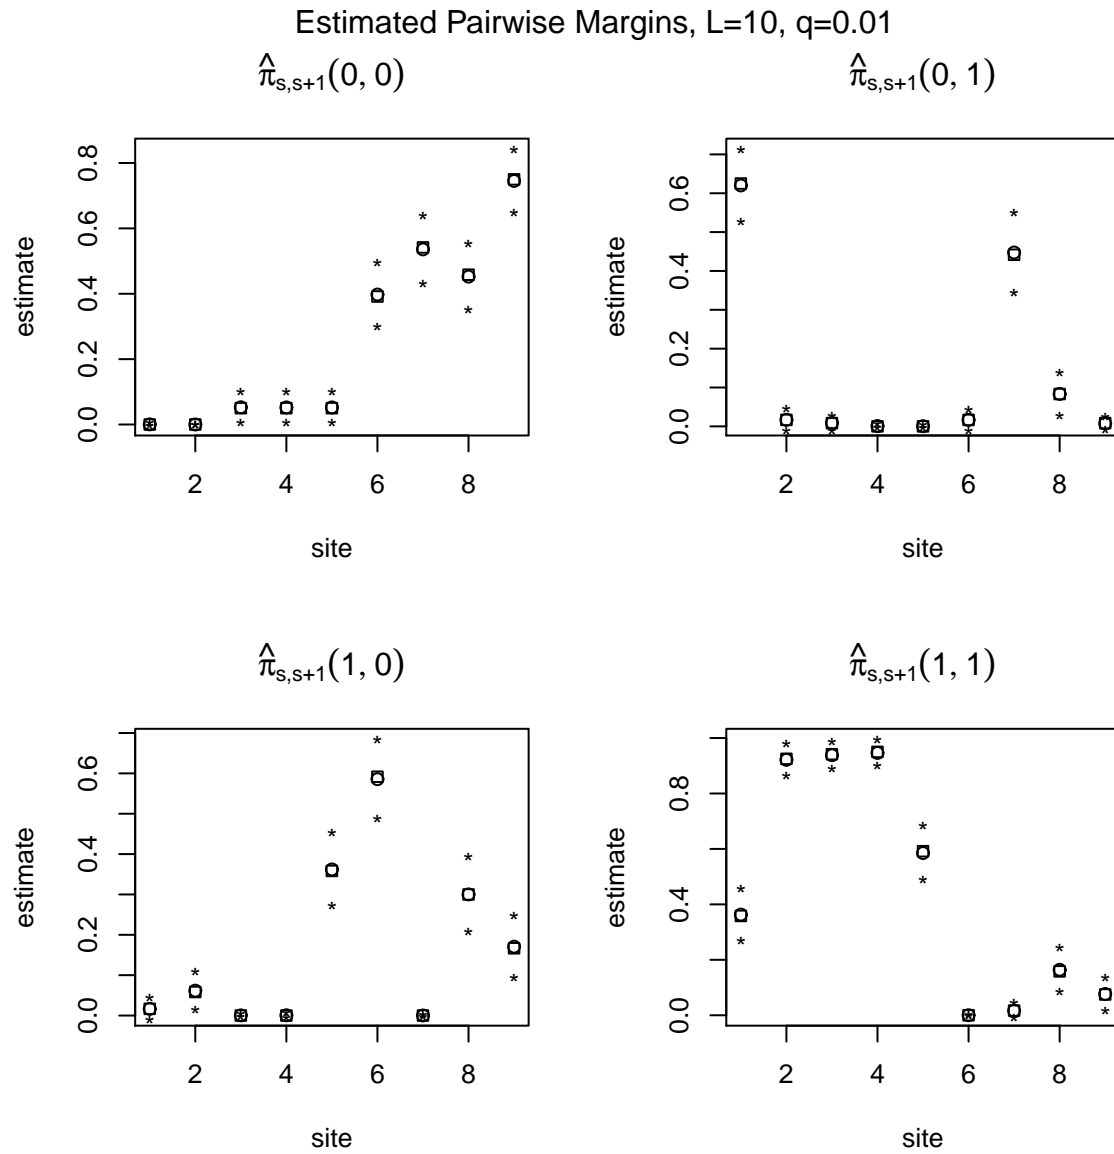 Estimated Pairwise Margins, L=10, q=0.01
π̂s,s+1(0, 0)
estimate
0.0 0.2 0.4 0.6 0.8
2 4 6 8
site
π̂s,s+1(0, 1)
estimate
0.0 0.2 0.4 0.6
2 4 6 8
site
π̂s,s+1(1, 0)
estimate
0.0 0.2 0.4 0.6
2 4 6 8
site
π̂s,s+1(1, 1)
estimate
0.0 0.4 0.8
2 4 6 8
site